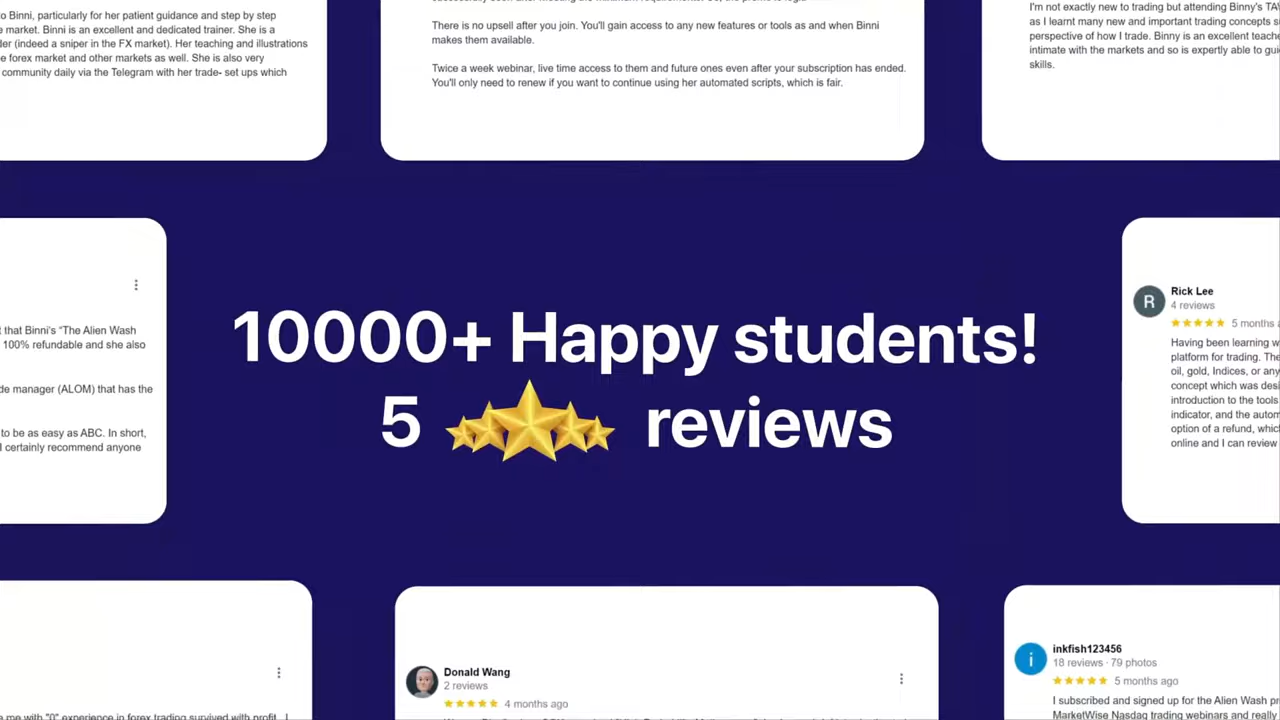 o Binni, particularly for her patient guidance and step by step
e market. Binni is an excellent and dedicated trainer. She is a
der (indeed a sniper in the FX market). Her teaching and illustrations
e forex market and other markets as well. She is also very
community daily via the Telegram with her trade- set ups which
There is no upsell after you join. You'll gain access to any new features or tools as and when Binni
makes them available.
Twice a week webinar, live time access to them and future ones even after your subscription has ended.
You'll only need to renew if you want to continue using her automated scripts, which is fair.
I'm not exactly new to trading but attending Binny's TA
as I learnt many new and important trading concepts
perspective of how I trade. Binny is an excellent teache
intimate with the markets and so is expertly able to gui
skills.
t that Binni's "The Alien Wash
100% refundable and she also
de manager (ALOM) that has the
to be as easy as ABC. In short,
I certainly recommend anyone
10000+ Happy students!
5 reviews
R
Rick Lee
4 reviews
5 months a
Having been learning w
platform for trading. The
oil, gold, Indices, or any
concept which was desi
introduction to the tools
indicator, and the autom
option of a refund, which
online and I can review
e me with "0" experience in forex trading survived with profit. I
Donald Wang
2 reviews
4 months ago
i
inkfish123456
18 reviews · 79 photos
5 months ago
I subscribed and signed up for the Alien Wash p
MarketWise Nasdag trading webinars and really